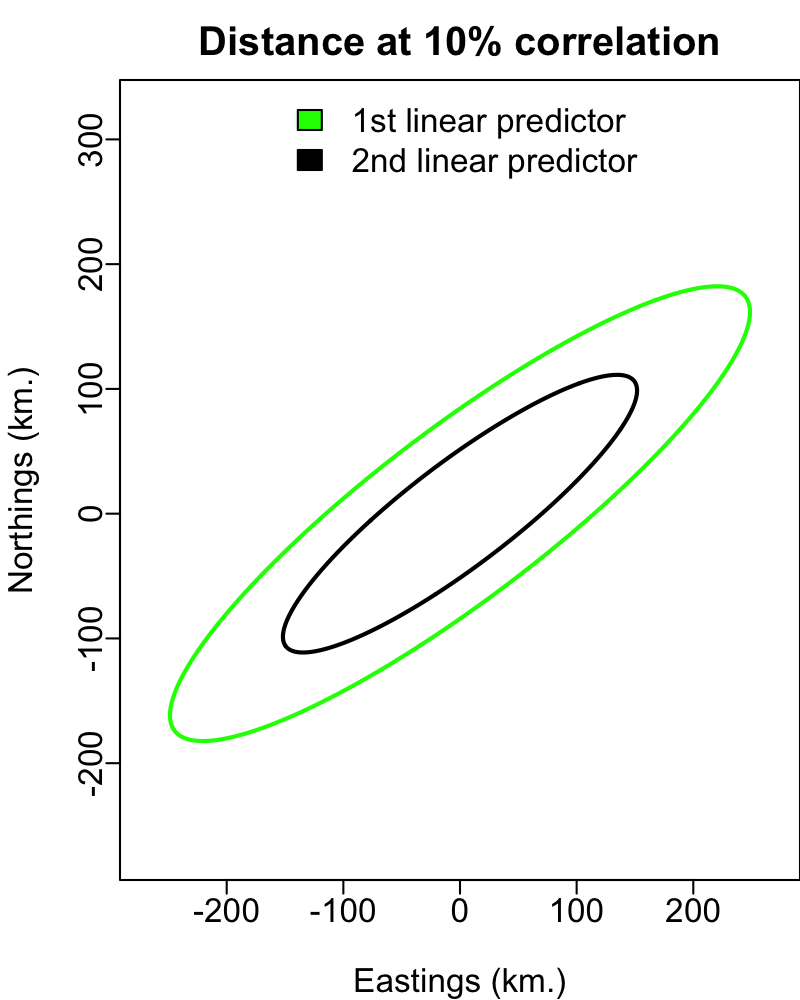 Distance at 10% correlation
1st linear predictor
2nd linear predictor
300
200
100
0
-100
-200
Northings (km.)
-200 -100 0 100 200
Eastings (km.)